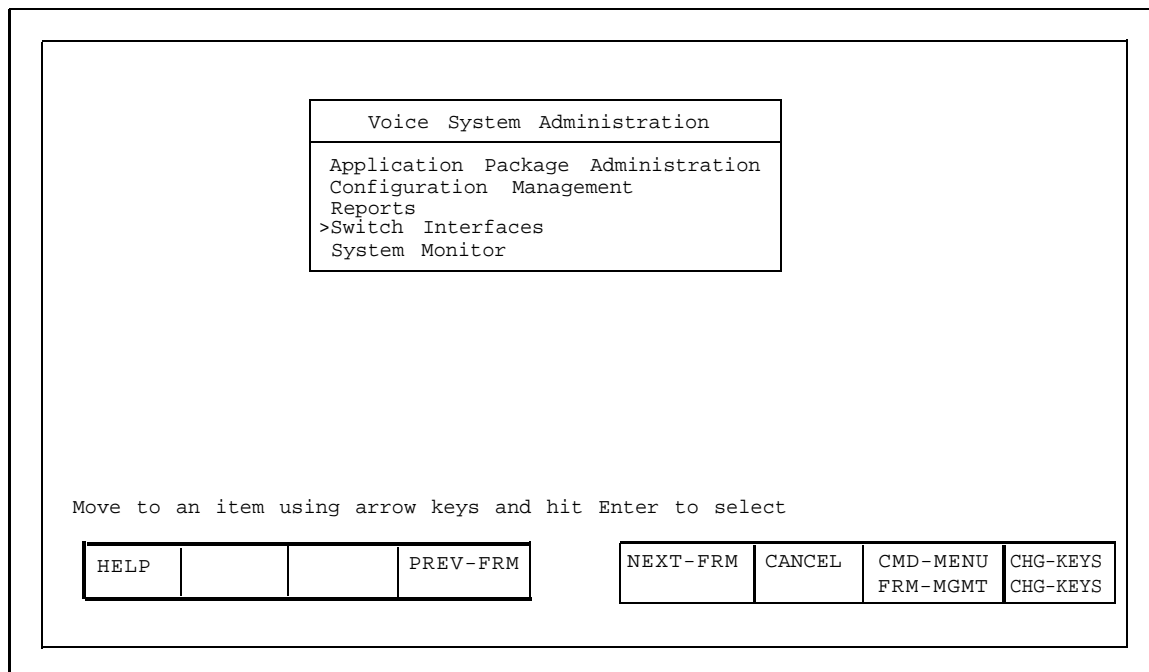 Voice System Administration
Application Package Administration
Configuration Management
Reports
>Switch Interfaces
System Monitor
Move to an item using arrow keys and hit Enter to select
HELP PREV-FRM NEXT-FRM CANCEL CMD-MENU CHG-KEYS
FRM-MGMT CHG-KEYS